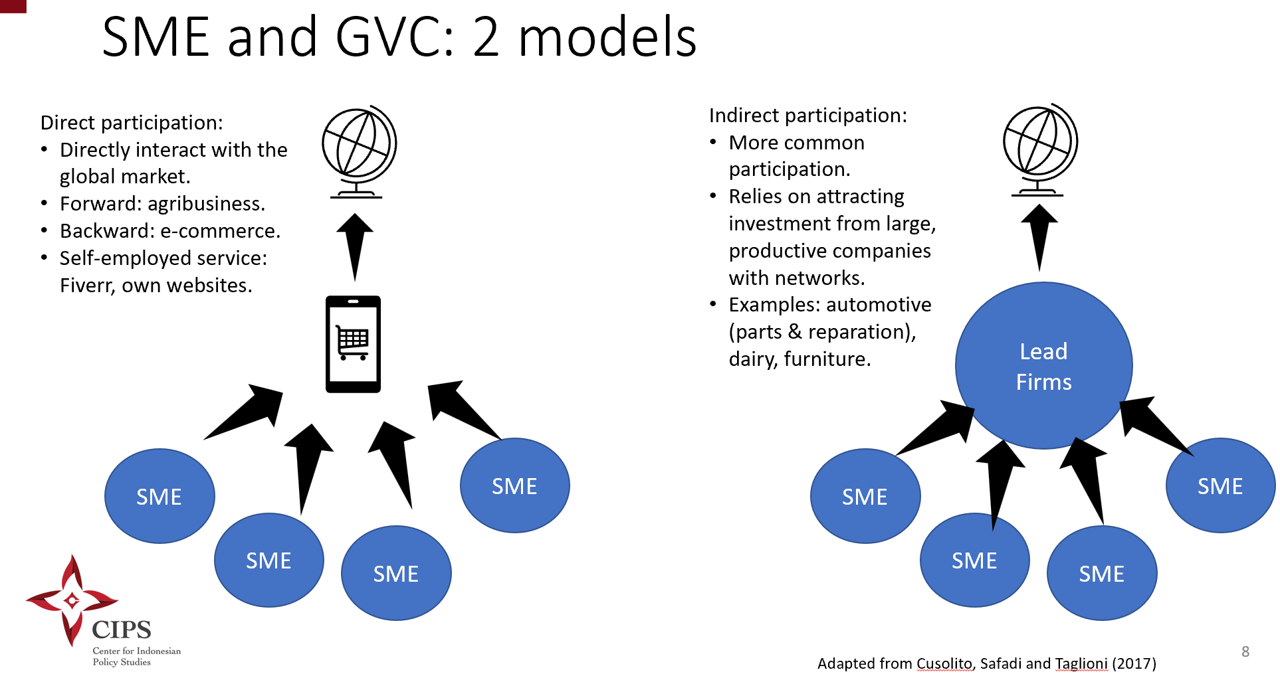 SME and GVC: 2 models
Direct participation:
• Directly interact with the
global market.
• Forward: agribusiness.
• Backward: e-commerce.
• Self-employed service:
Fiverr, own websites.
SME
SME
SME
SME
Indirect participation:
• More common
participation.
• Relies on attracting
investment from large,
productive companies
with networks.
• Examples: automotive
(parts & reparation),
dairy, furniture.
Lead
Firms
SME
SME
SME
SME
CIPS
Center for Indonesian
Policy Studies
Adapted from Cusolito, Safadi and Taglioni (2017)
8